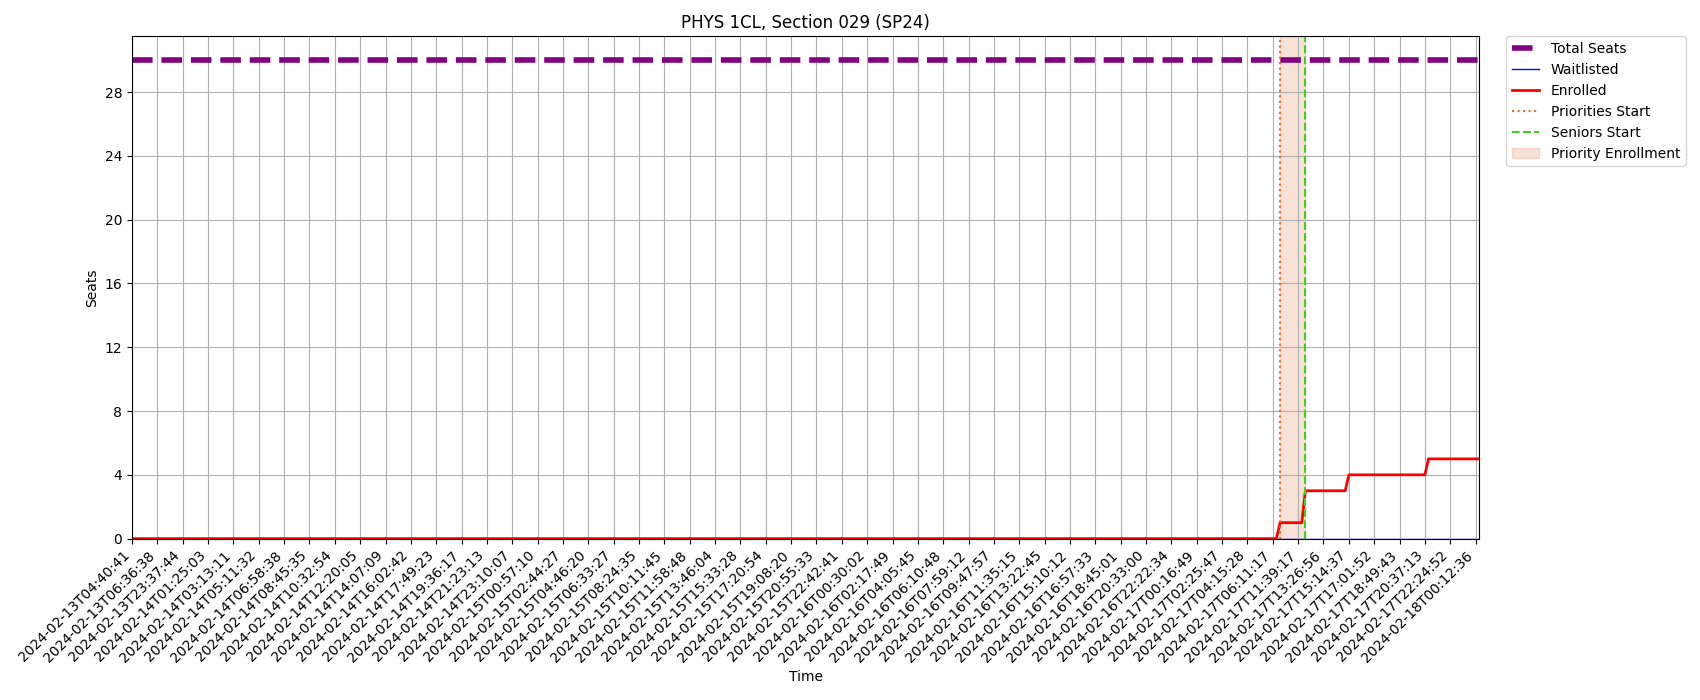 PHYS 1CL, Section 029 (SP24)
Total Seats
Waitlisted
Enrolled
Priorities Start
Seniors Start
Priority Enrollment
Seats
28
24
20
16
12
8
4
0
2024-02-13T04:40:41
2024-02-13T06:36:38
2024-02-13T23:37:44
2024-02-14T01:25:03
2024-02-14T03:13:11
2024-02-14T05:11:32
2024-02-14T06:58:38
2024-02-14T08:45:35
2024-02-14T10:32:54
2024-02-14T12:20:05
2024-02-14T14:07:09
2024-02-14T16:02:42
2024-02-14T17:49:23
2024-02-14T19:36:17
2024-02-14T21:23:13
2024-02-14T23:10:07
2024-02-15T00:57:10
2024-02-15T02:44:27
2024-02-15T04:46:20
2024-02-15T06:33:27
2024-02-15T08:24:35
2024-02-15T10:11:45
2024-02-15T11:58:48
2024-02-15T13:46:04
2024-02-15T15:33:28
2024-02-15T17:20:54
2024-02-15T19:08:20
2024-02-15T20:55:33
2024-02-15T22:42:41
2024-02-16T00:30:02
2024-02-16T02:17:49
2024-02-16T04:05:45
2024-02-16T06:10:48
2024-02-16T07:59:12
2024-02-16T09:47:57
2024-02-16T11:35:15
2024-02-16T13:22:45
2024-02-16T15:10:12
2024-02-16T16:57:33
2024-02-16T18:45:01
2024-02-16T20:33:00
2024-02-16T22:22:34
2024-02-17T00:16:49
2024-02-17T02:25:47
2024-02-17T04:15:28
2024-02-17T06:11:17
2024-02-17T11:39:17
2024-02-17T13:26:56
2024-02-17T15:14:37
2024-02-17T17:01:52
2024-02-17T18:49:43
2024-02-17T20:37:13
2024-02-17T22:24:52
2024-02-18T00:12:36
Time